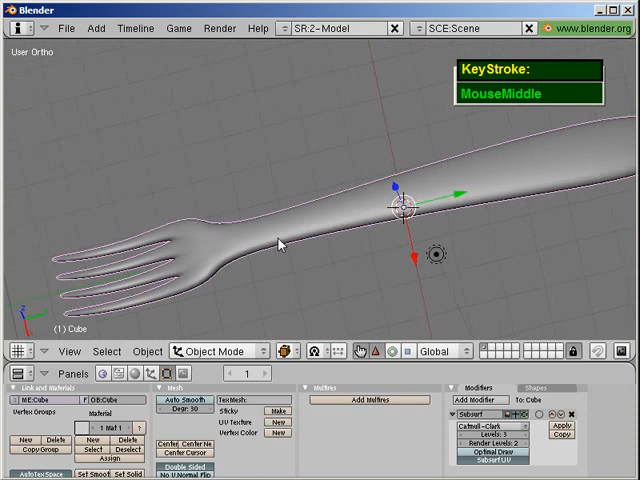 Blender
File Add Timeline Game Render Help SR:2-Model SCE:Scene www.blender.org
User Ortho
KeyStroke:
MouseMiddle
(1) Cube
View Select Object Object Mode Global
Panels 1
Link and Materials Mesh Multires Modifiers Shapes
ME:Cube F OB:Cube Auto Smooth TexMesh: Add Multires Add Modifier To: Cube
Vertex Groups Degr: 30 Sticky Make Subsurf
Material UV Texture New Catmull-Clark Apply
1 Mat 1 ? Vertex Color New Levels: 3 Copy
New Delete New Delete Render Levels: 2
Copy Group Select Deselect Center Center Ne Optimal Draw
Assign Center Cursor Subsurf UV
AutoTexSpace Set Smoot Set Solid Double Sided
No V.Normal Flip